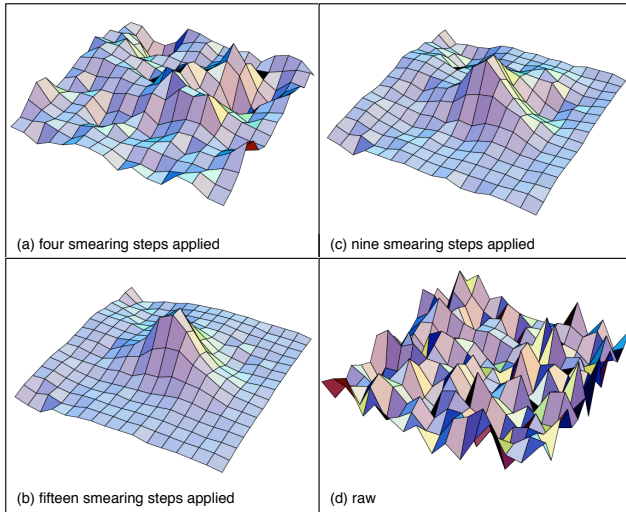 (a) four smearing steps applied
(c) nine smearing steps applied
(b) fifteen smearing steps applied
(d) raw